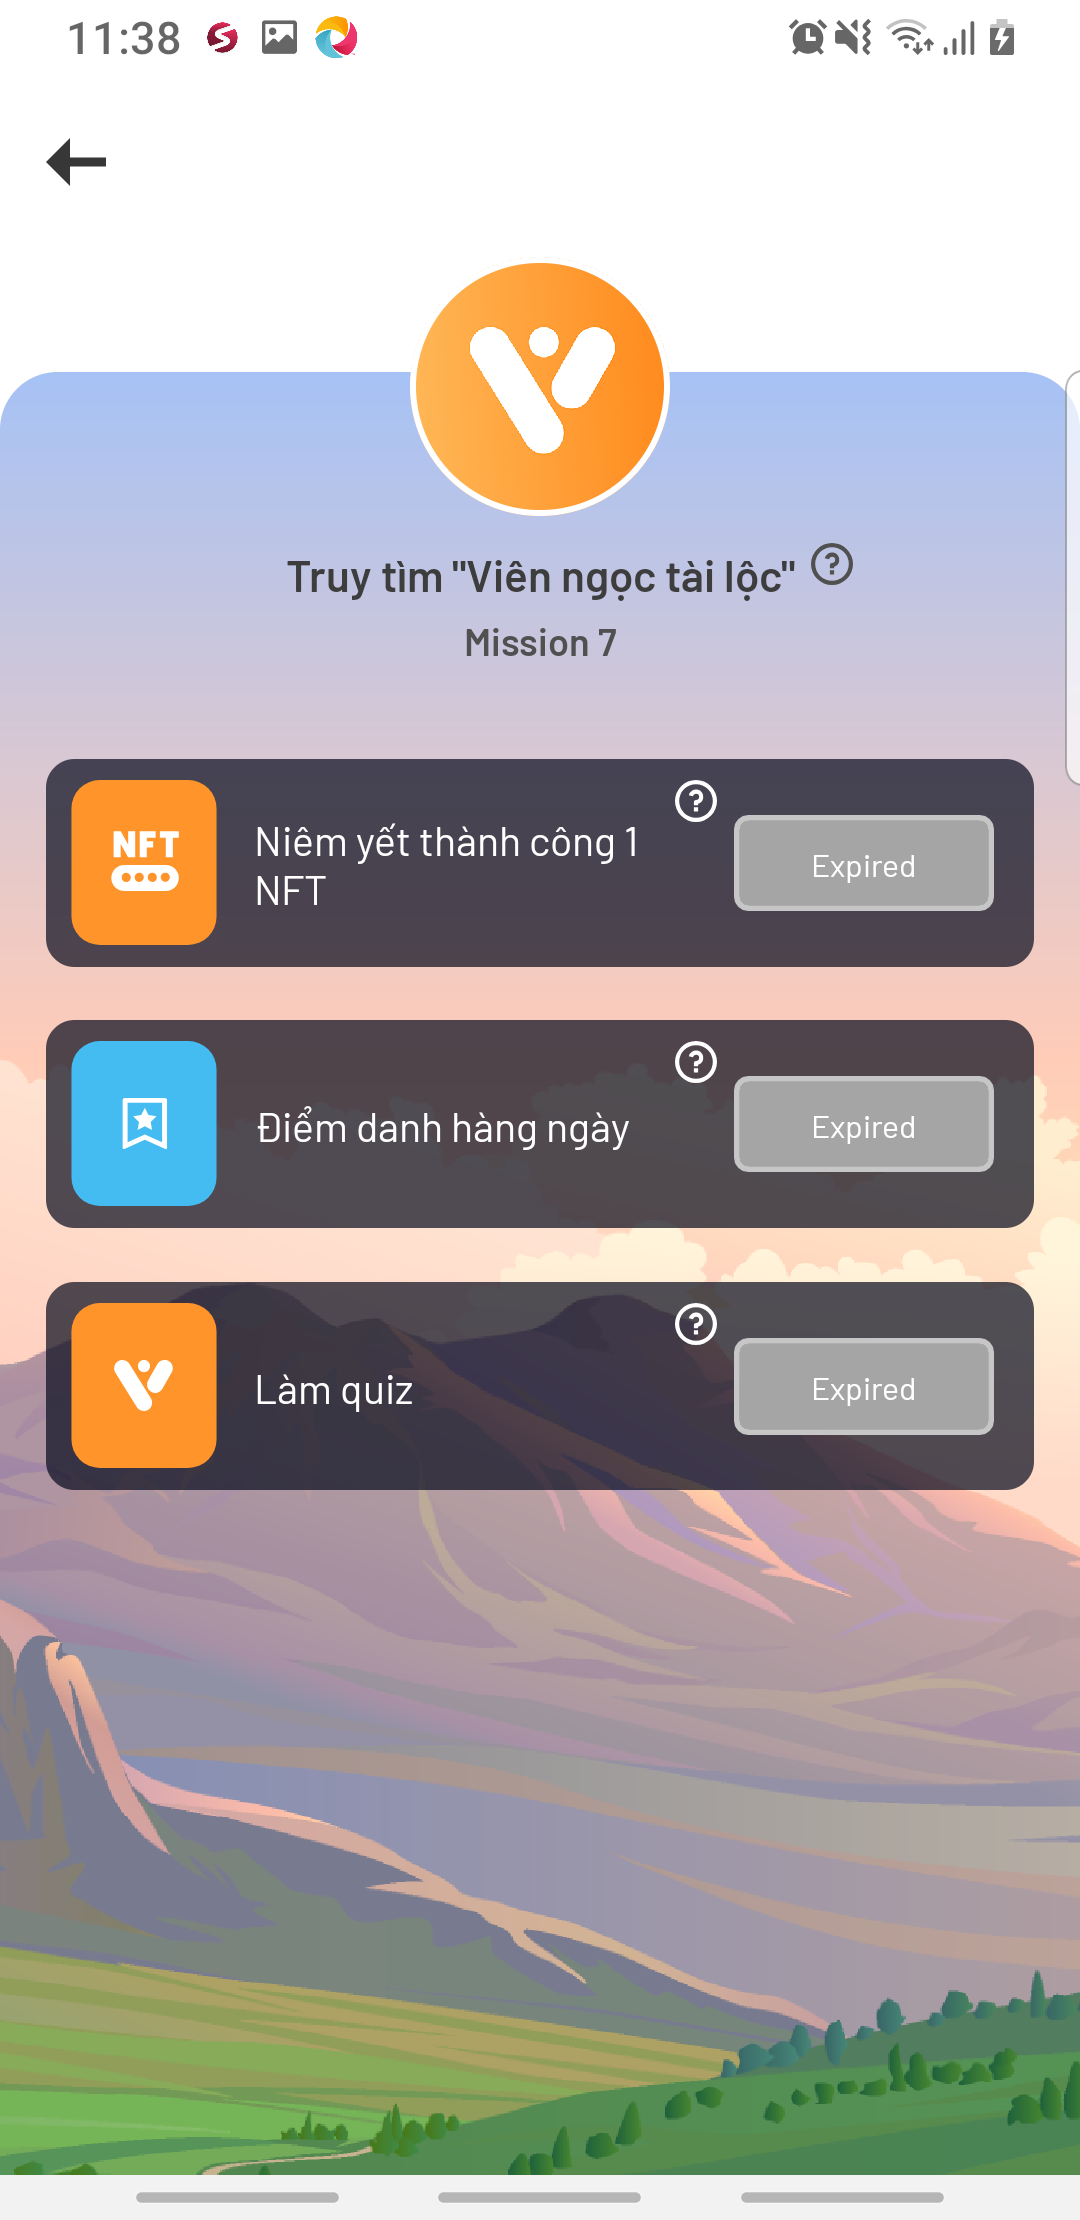 11:38
Truy tìm "Viên ngọc tài lộc"
Mission 7
Niêm yết thành công 1
NFT
NFT
Expired
Điểm danh hàng ngày
Expired
Làm quiz
Expired